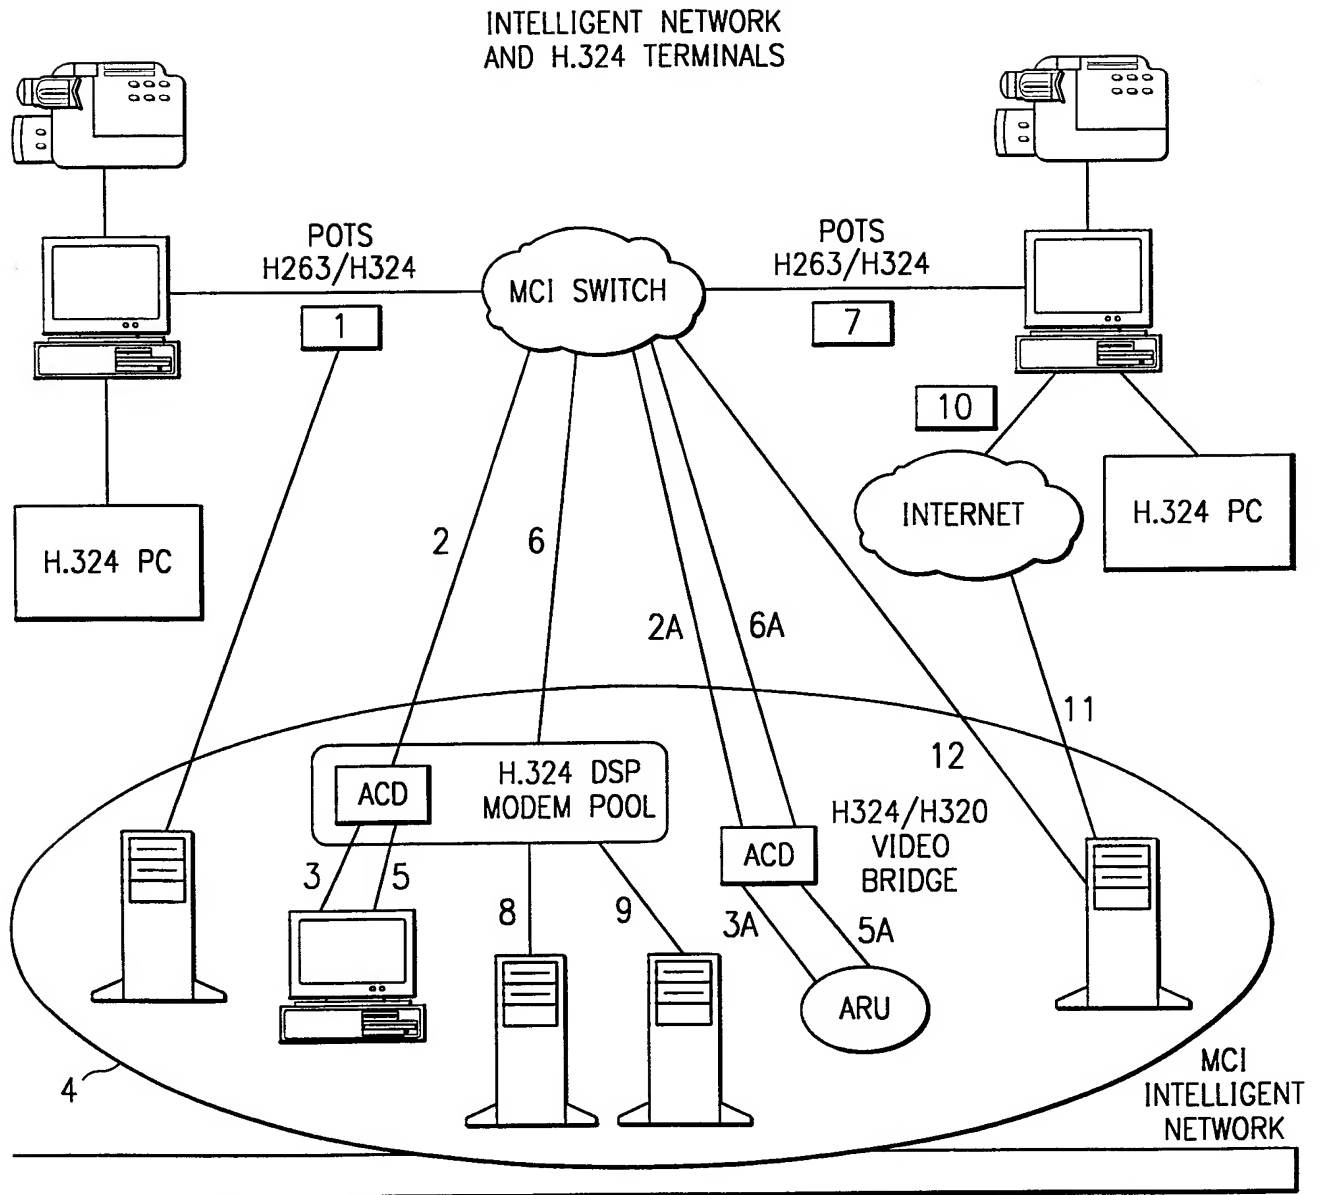 INTELLIGENT NETWORK
AND H.324 TERMINALS
POTS
H263/H324
1
MCI SWITCH
POTS
H263/H324
7
10
H.324 PC
INTERNET
H.324 PC
2
6
2A
6A
11
12
ACD
H.324 DSP
MODEM POOL
ACD
H324/H320
VIDEO
BRIDGE
3
5
8
9
3A
5A
ARU
4
MCI
INTELLIGENT
NETWORK